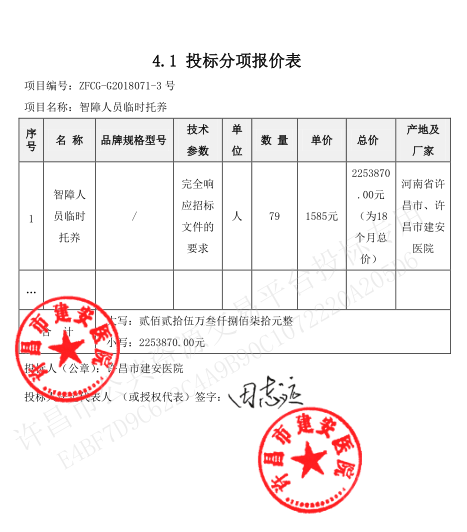 4.1 投标分项报价表
项目编号：ZFCG-G2018071-3 号
项目名称：智障人员临时托养
序号 名 称 品牌规格型号 技术参数 单位 数 量 单价 总价 产地及厂家
1 智障人员临时托养 / 完全响应招标文件的要求 人 79 1585元 2253870.00元（为18个月总价） 河南省许昌市、许昌市建安医院
…
合 计 大写：贰佰贰拾伍万叁仟捌佰柒拾元整
小写：2253870.00元
投标人（公章）：许昌市建安医院
投标人法定代表人（或授权代表）签字：
许昌市建安医院
许昌市建安医院